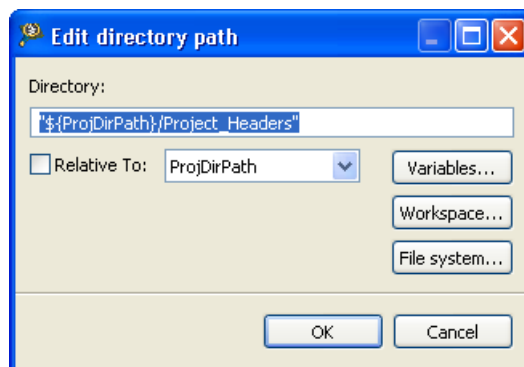 Edit directory path
Directory:
"${ProjDirPath}/Project_Headers"
Relative To: ProjDirPath
Variables...
Workspace...
File system...
OK Cancel